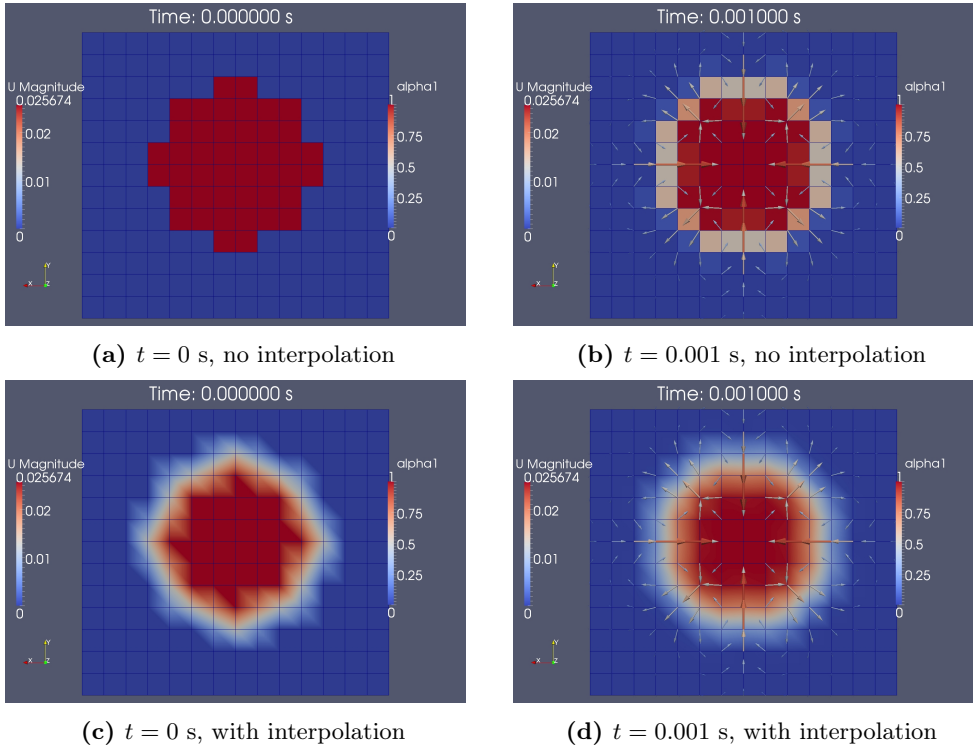 Time: 0.000000 s
U Magnitude
0.025674
0.02
0.01
0
alpha1
1
0.75
0.5
0.25
0
Y
X
Z
(a) t = 0 s, no interpolation
Time: 0.001000 s
U Magnitude
0.025674
0.02
0.01
0
alpha1
1
0.75
0.5
0.25
0
Y
X
Z
(b) t = 0.001 s, no interpolation
Time: 0.000000 s
U Magnitude
0.025674
0.02
0.01
0
alpha1
1
0.75
0.5
0.25
0
Y
X
Z
(c) t = 0 s, with interpolation
Time: 0.001000 s
U Magnitude
0.025674
0.02
0.01
0
alpha1
1
0.75
0.5
0.25
0
Y
X
Z
(d) t = 0.001 s, with interpolation